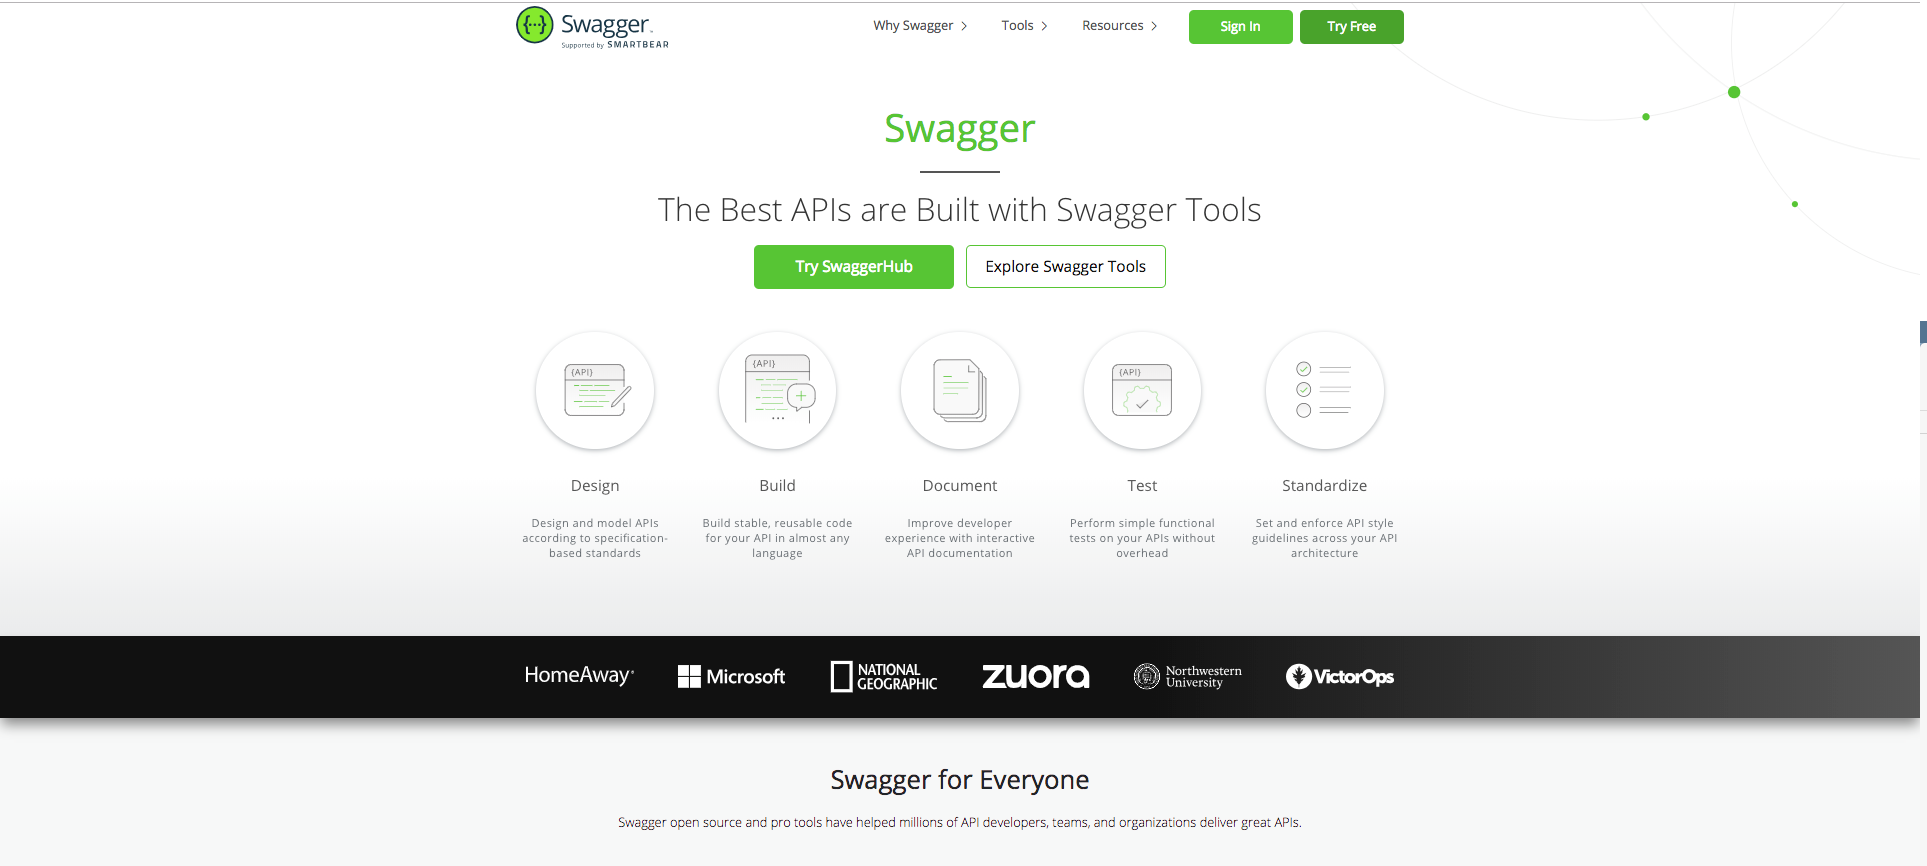 Swagger
Supported by SMARTBEAR
Why Swagger
Tools
Resources
Sign In
Try Free
Swagger
The Best APIs are Built with Swagger Tools
Try SwaggerHub
Explore Swagger Tools
{API}
{API}
{API}
Design
Build
Document
Test
Standardize
Design and model APIs
according to specification-
based standards
Build stable, reusable code
for your API in almost any
language
Improve developer
experience with interactive
API documentation
Perform simple functional
tests on your APIs without
overhead
Set and enforce API style
guidelines across your API
architecture
HomeAway
Microsoft
NATIONAL
GEOGRAPHIC
zuora
Northwestern
University
VictorOps
Swagger for Everyone
Swagger open source and pro tools have helped millions of API developers, teams, and organizations deliver great APIs.